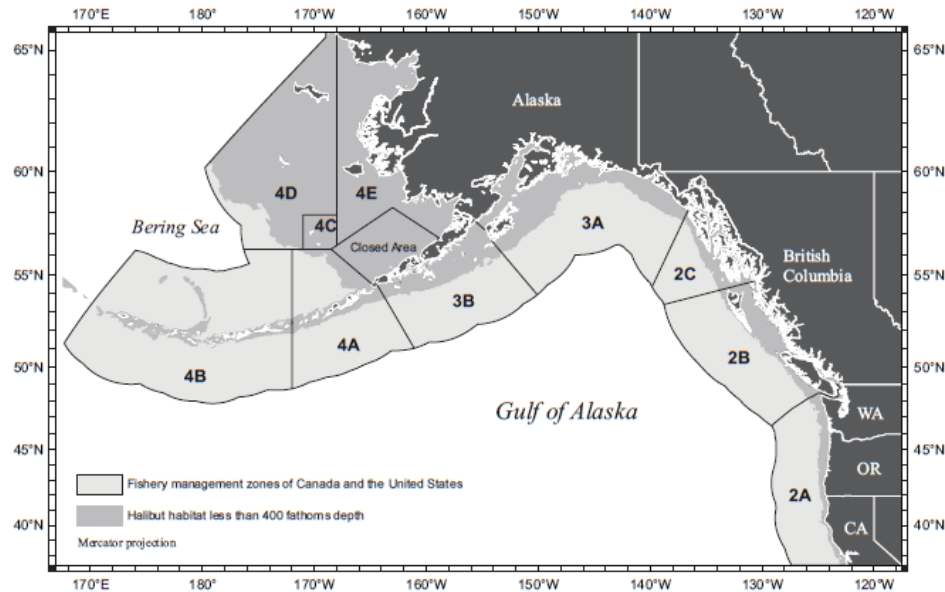 170°E 180° 170°W 160°W 150°W 140°W 130°W 120°W
65°N 65°N
Alaska
60°N 60°N
4D 4E
4C
Bering Sea
3A
Closed Area
British
Columbia
55°N 55°N
2C
3B
4A
2B
50°N 50°N
4B
Gulf of Alaska
WA
45°N 45°N
OR
Fishery management zones of Canada and the United States
2A
Halibut habitat less than 400 fathoms depth
CA
40°N 40°N
Mercator projection
170°E 180° 170°W 160°W 150°W 140°W 130°W 120°W